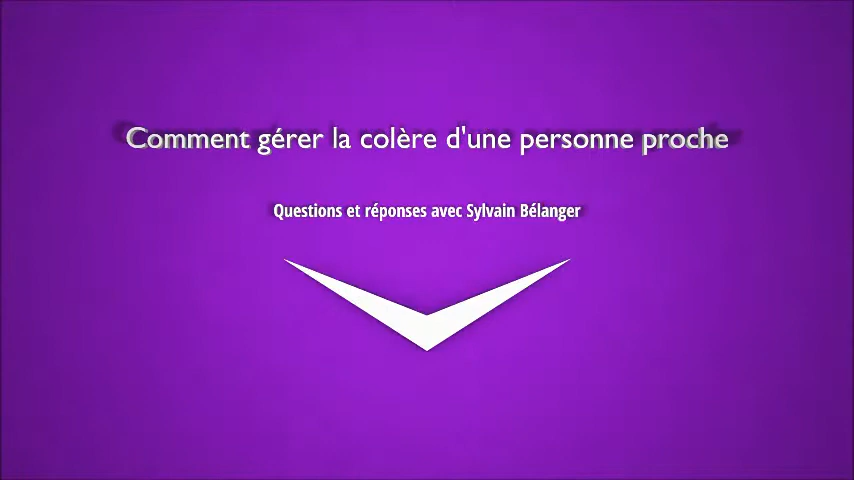 Comment gérer la colère d'une personne proche
Questions et réponses avec Sylvain Bélanger